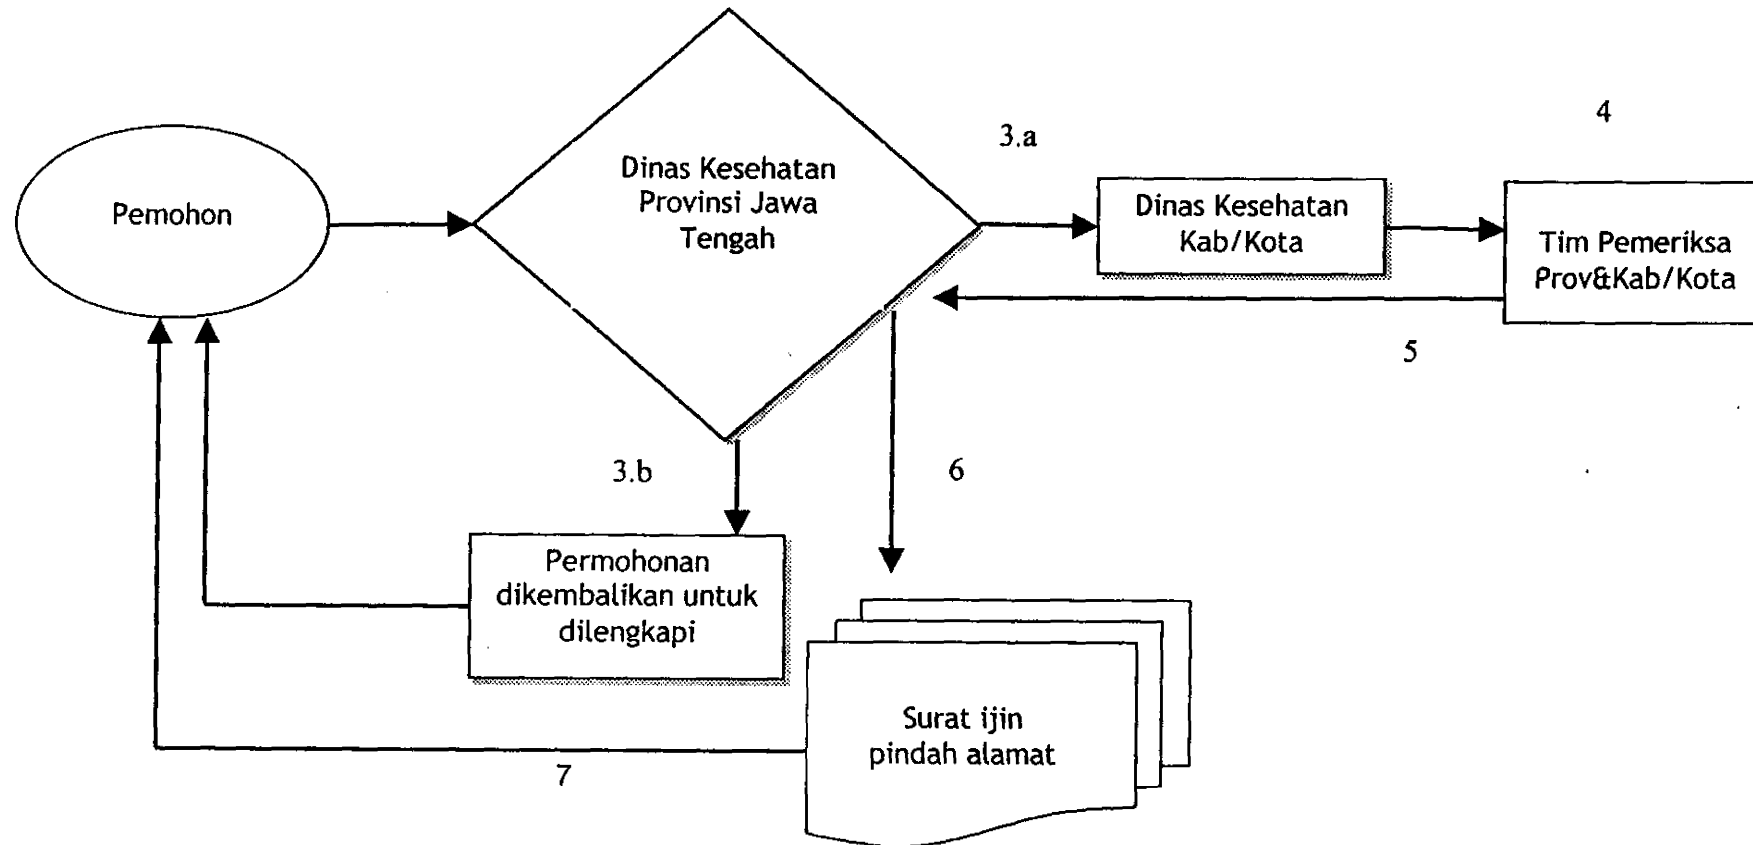 4
3.a
Dinas Kesehatan
Provinsi Jawa
Tengah
Pemohon
Dinas Kesehatan
Kab/Kota
Tim Pemeriksa
Prov&Kab/Kota
5
3.b
6
Permohonan
dikembalikan untuk
dilengkapi
Surat ijin
pindah alamat
7